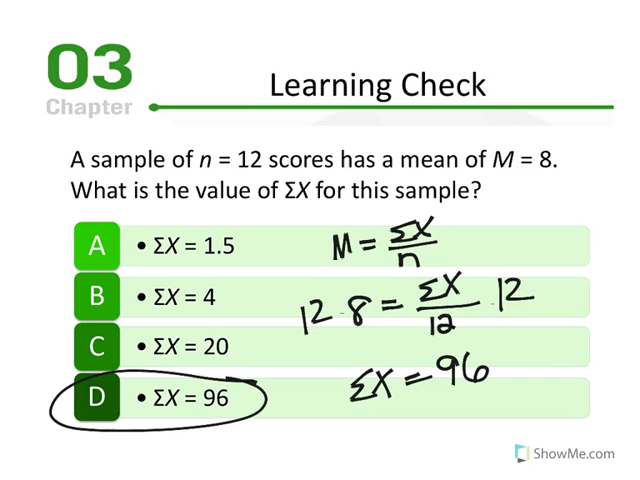 03
Chapter
Learning Check
A sample of n = 12 scores has a mean of M = 8.
What is the value of ΣX for this sample?
A • ΣX = 1.5
B • ΣX = 4
C • ΣX = 20
D • ΣX = 96
M = ΣX/n
12 · 8 = ΣX/12 · 12
ΣX = 96
ShowMe.com